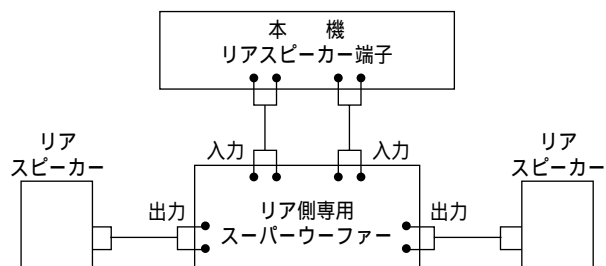 本　機
リアスピーカー端子
入力
入力
リア
スピーカー
リア
スピーカー
出力
リア側専用
スーパーウーファー
出力